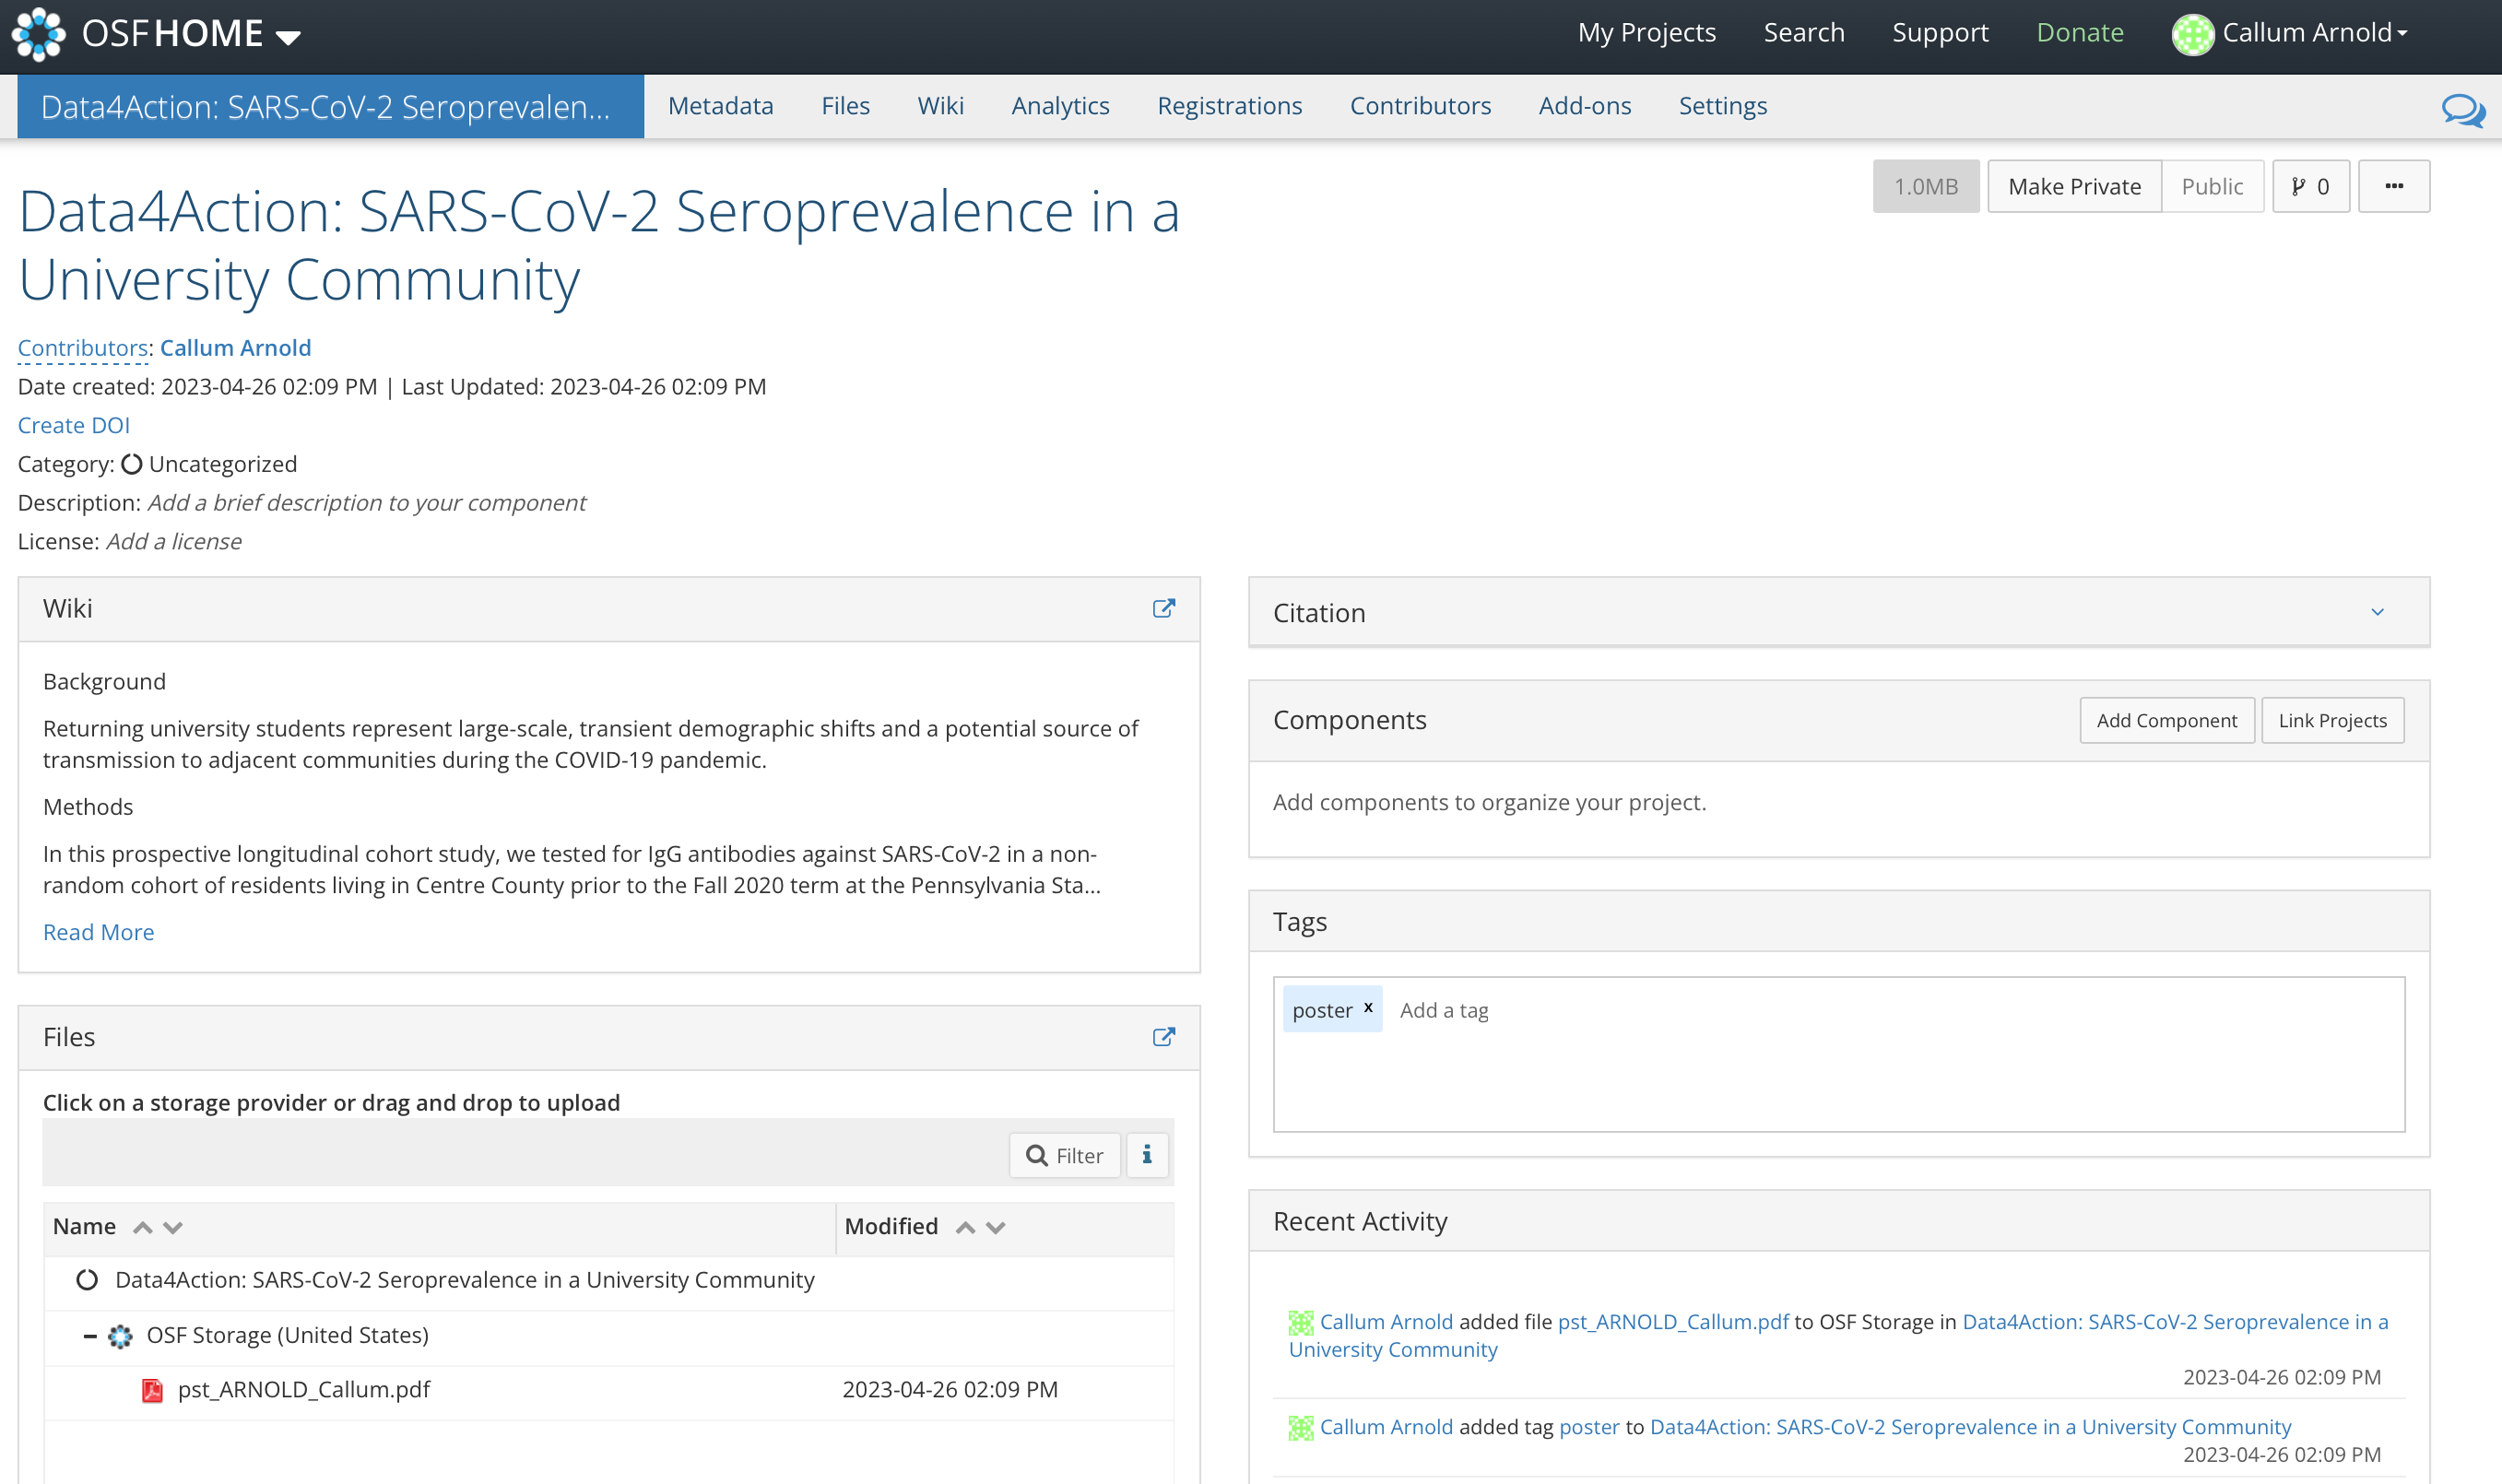 OSFHOME
My Projects
Search
Support
Donate
Callum Arnold
Data4Action: SARS-CoV-2 Seroprevalen...
Metadata
Files
Wiki
Analytics
Registrations
Contributors
Add-ons
Settings
1.0MB
Make Private
Public
0
...
Data4Action: SARS-CoV-2 Seroprevalence in a
University Community
Contributors: Callum Arnold
Date created: 2023-04-26 02:09 PM | Last Updated: 2023-04-26 02:09 PM
Create DOI
Category: Uncategorized
Description: Add a brief description to your component
License: Add a license
Wiki
Background
Returning university students represent large-scale, transient demographic shifts and a potential source of
transmission to adjacent communities during the COVID-19 pandemic.
Methods
In this prospective longitudinal cohort study, we tested for IgG antibodies against SARS-CoV-2 in a non-
random cohort of residents living in Centre County prior to the Fall 2020 term at the Pennsylvania Sta...
Read More
Files
Click on a storage provider or drag and drop to upload
Filter
i
Name
Modified
Data4Action: SARS-CoV-2 Seroprevalence in a University Community
OSF Storage (United States)
pst_ARNOLD_Callum.pdf
2023-04-26 02:09 PM
Citation
Components
Add Component
Link Projects
Add components to organize your project.
Tags
poster x
Add a tag
Recent Activity
Callum Arnold added file pst_ARNOLD_Callum.pdf to OSF Storage in Data4Action: SARS-CoV-2 Seroprevalence in a
University Community
2023-04-26 02:09 PM
Callum Arnold added tag poster to Data4Action: SARS-CoV-2 Seroprevalence in a University Community
2023-04-26 02:09 PM